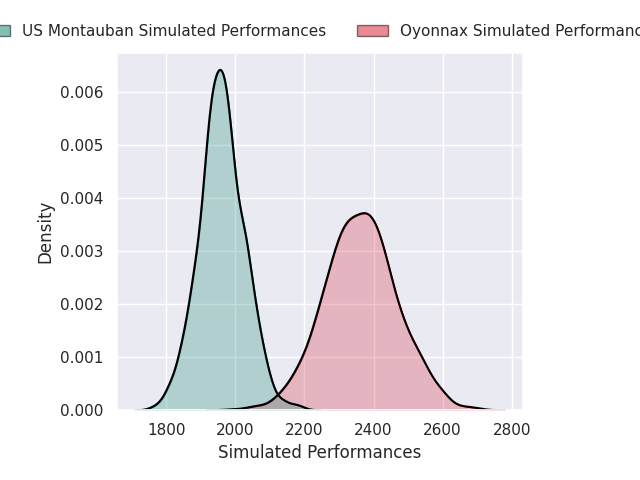 US Montauban Simulated Performances
Oyonnax Simulated
0.006
0.005
0.004
0.003
0.002
0.001
0.000
Density
1800 2000 2200 2400 2600 2800
Simulated Performances